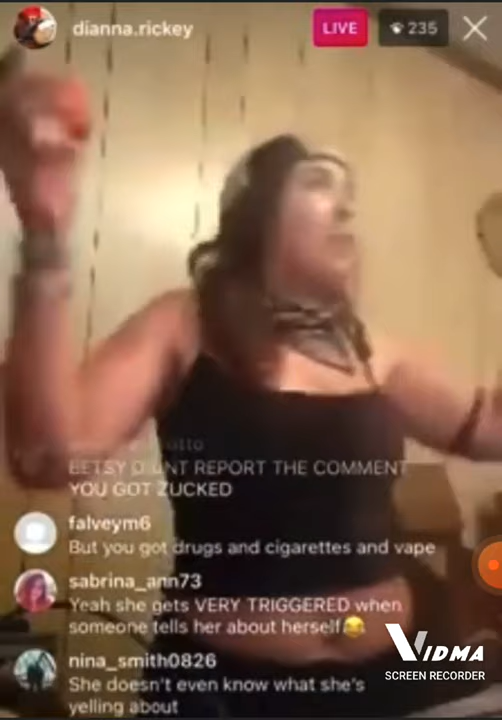 dianna.rickey
LIVE
235
BETSY DIDNT REPORT THE COMMENT
YOU GOT ZUCKED
falveym6
But you got drugs and cigarettes and vape
sabrina_ann73
Yeah she gets VERY TRIGGERED when
someone tells her about herself😂
nina_smith0826
She doesn't even know what she's
yelling about
VIDMA
SCREEN RECORDER